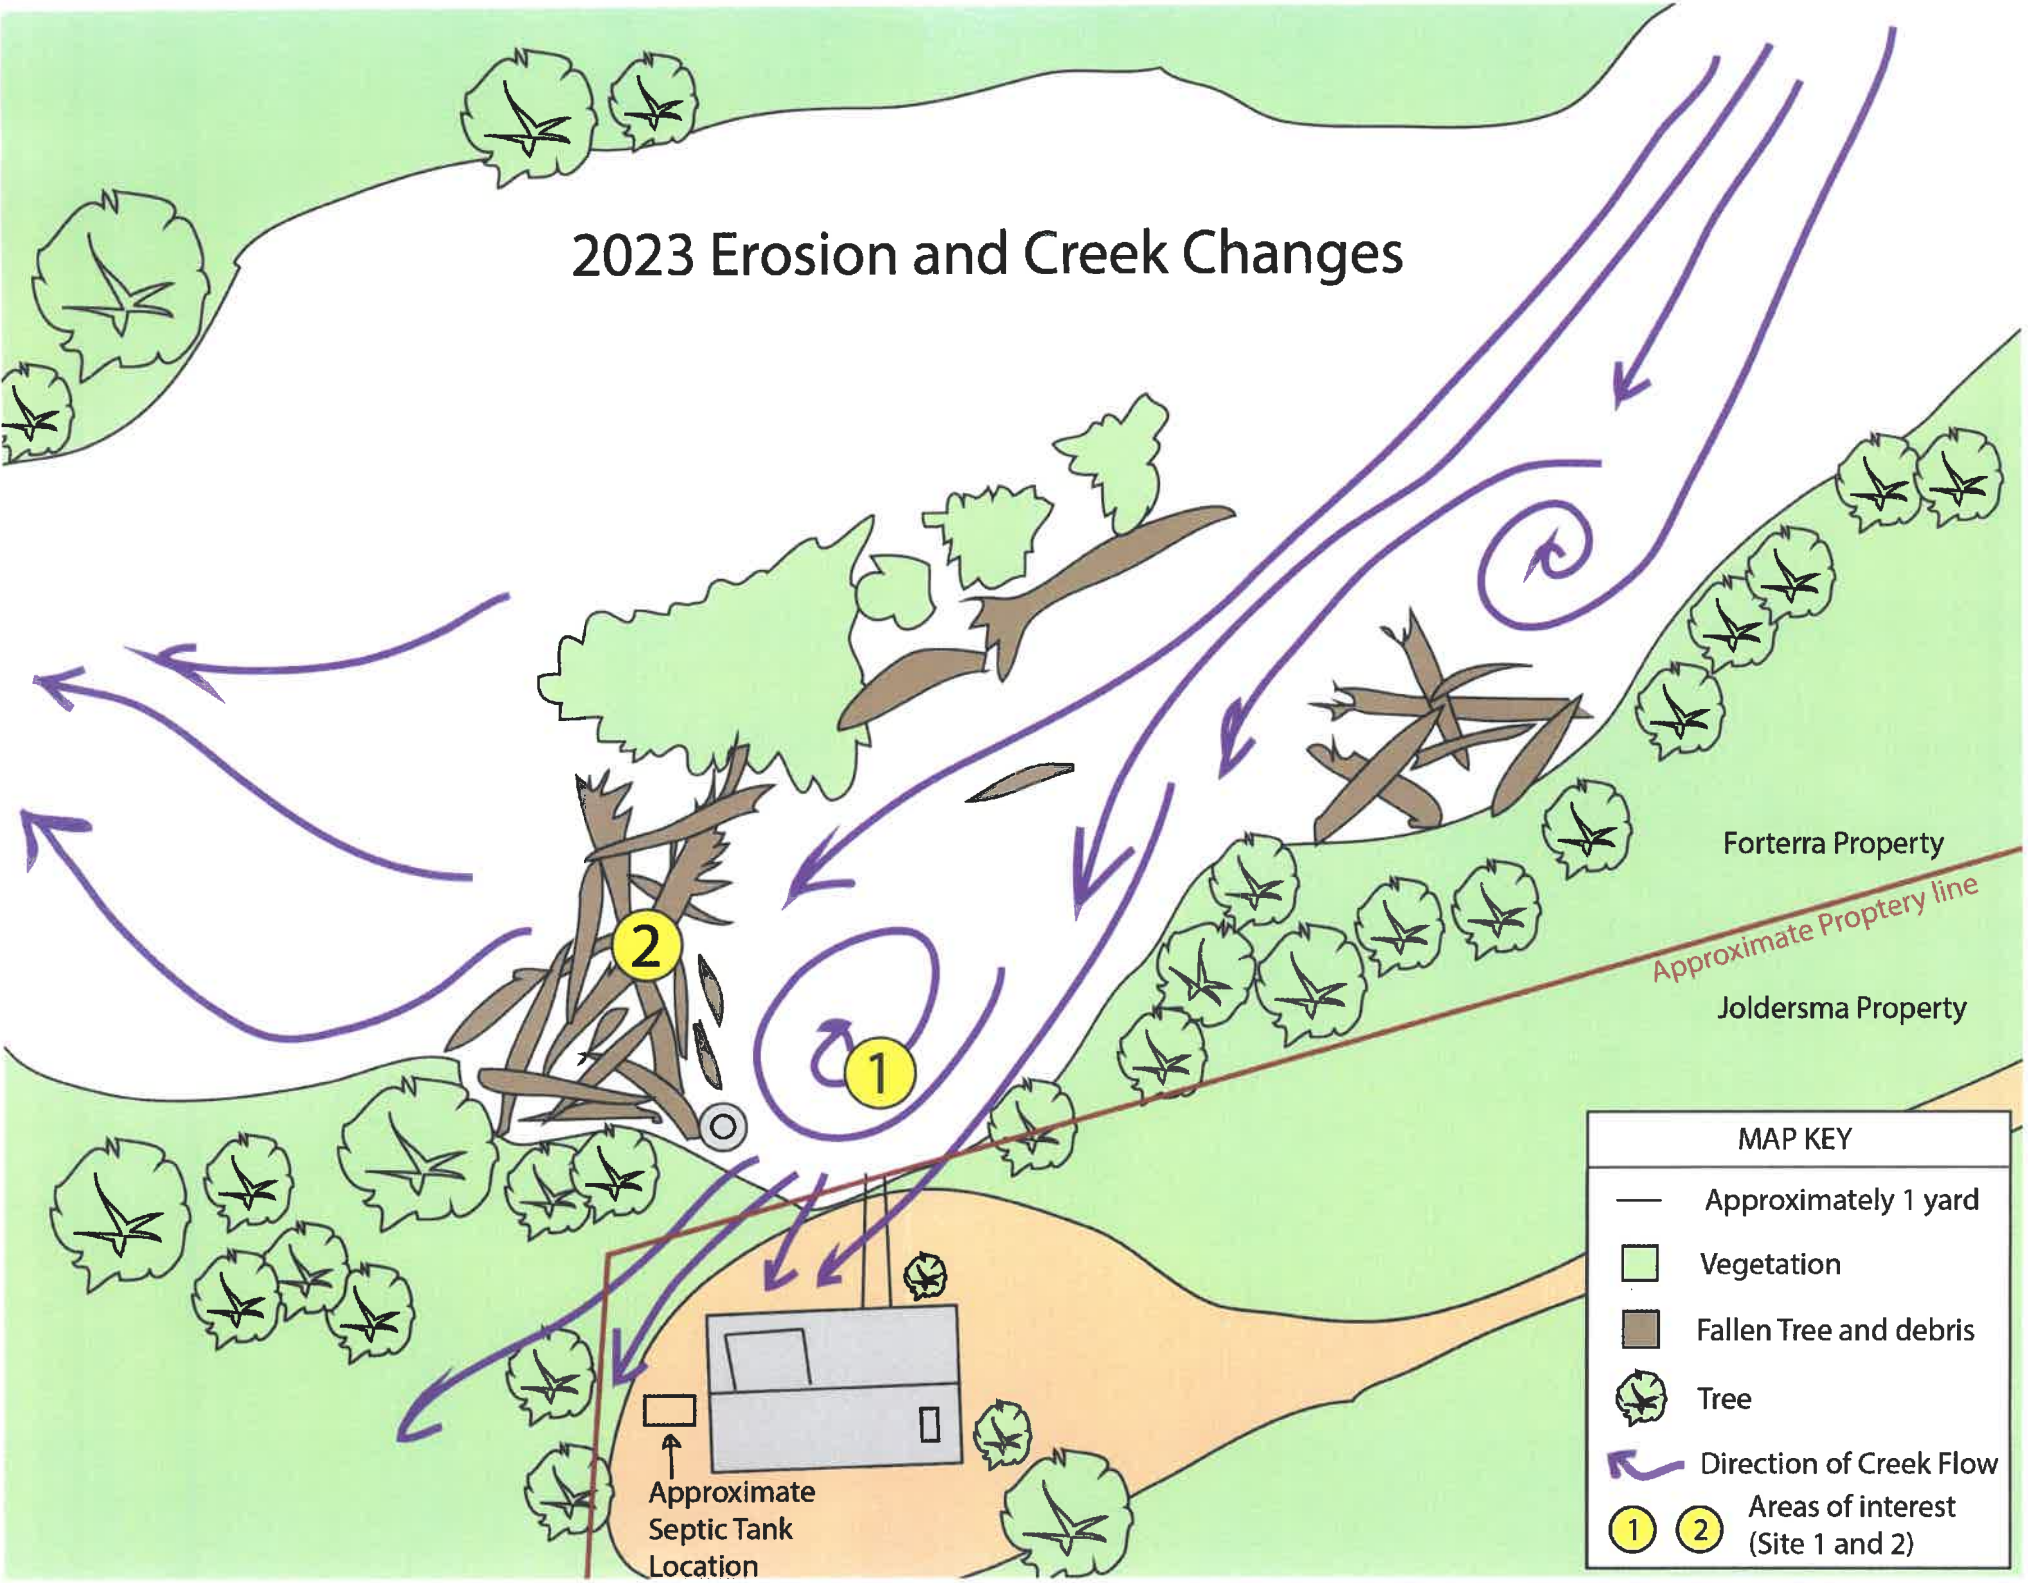 2023 Erosion and Creek Changes
Forterra Property
Approximate Proptery line
Joldersma Property
2
1
MAP KEY
Approximately 1 yard
Vegetation
Fallen Tree and debris
Tree
Direction of Creek Flow
1 2 Areas of interest
(Site 1 and 2)
Approximate
Septic Tank
Location